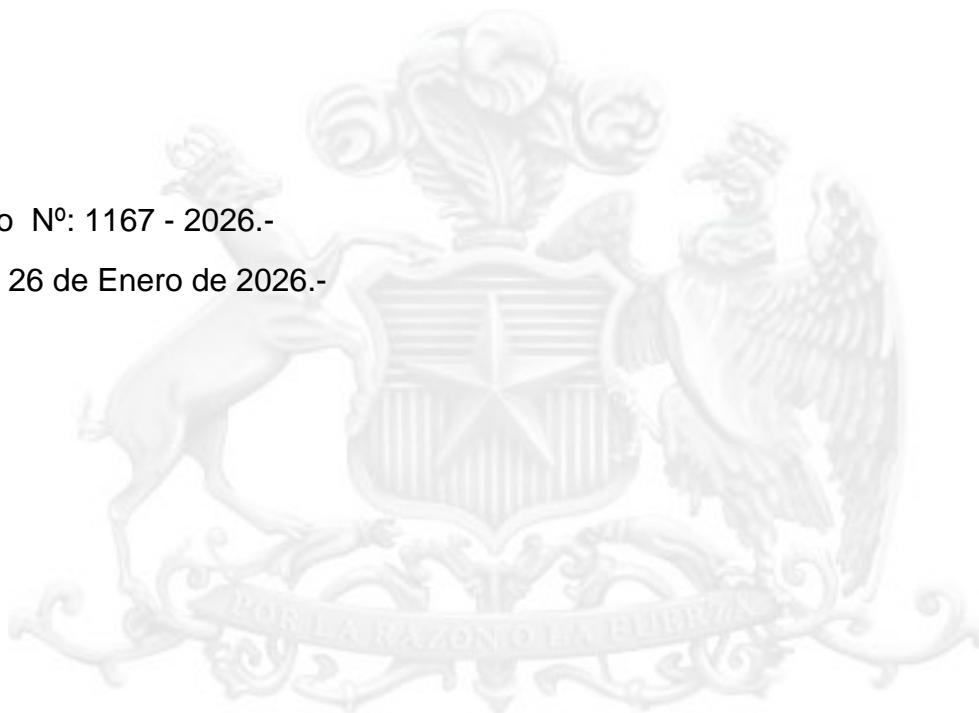 o Nº: 1167 - 2026.-
26 de Enero de 2026.-
POR LA RAZON O LA FUERZA